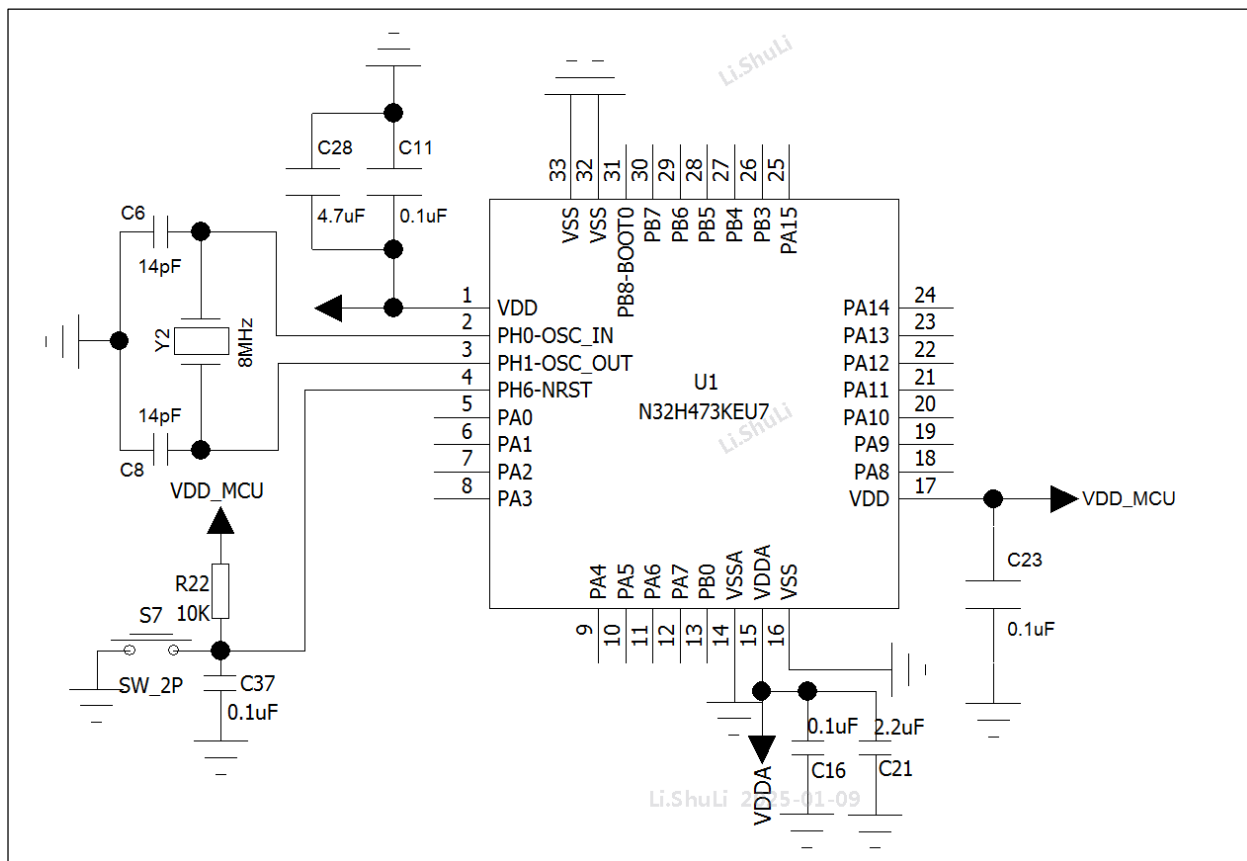 Li.ShuLi
C28
C11
4.7uF
0.1uF
C6
14pF
Y2
8MHz
14pF
C8
33
32
31
30
29
28
27
26
25
VSS
VSS
PB8-BOOT0
PB7
PB6
PB5
PB4
PB3
PA15
1
VDD
2
PH0-OSC_IN
3
PH1-OSC_OUT
4
PH6-NRST
5
PA0
6
PA1
7
PA2
8
PA3
U1
N32H473KEU7
Li.ShuLi
PA14
24
PA13
23
PA12
22
PA11
21
PA10
20
PA9
19
PA8
18
VDD
17
VDD_MCU
C23
0.1uF
VDD_MCU
R22
10K
S7
SW_2P
C37
0.1uF
PA4
PA5
PA6
PA7
PB0
VSSA
VDDA
VSS
9
10
11
12
13
14
15
16
0.1uF
2.2uF
C16
C21
VDDA
Li.ShuLi 2025-01-09